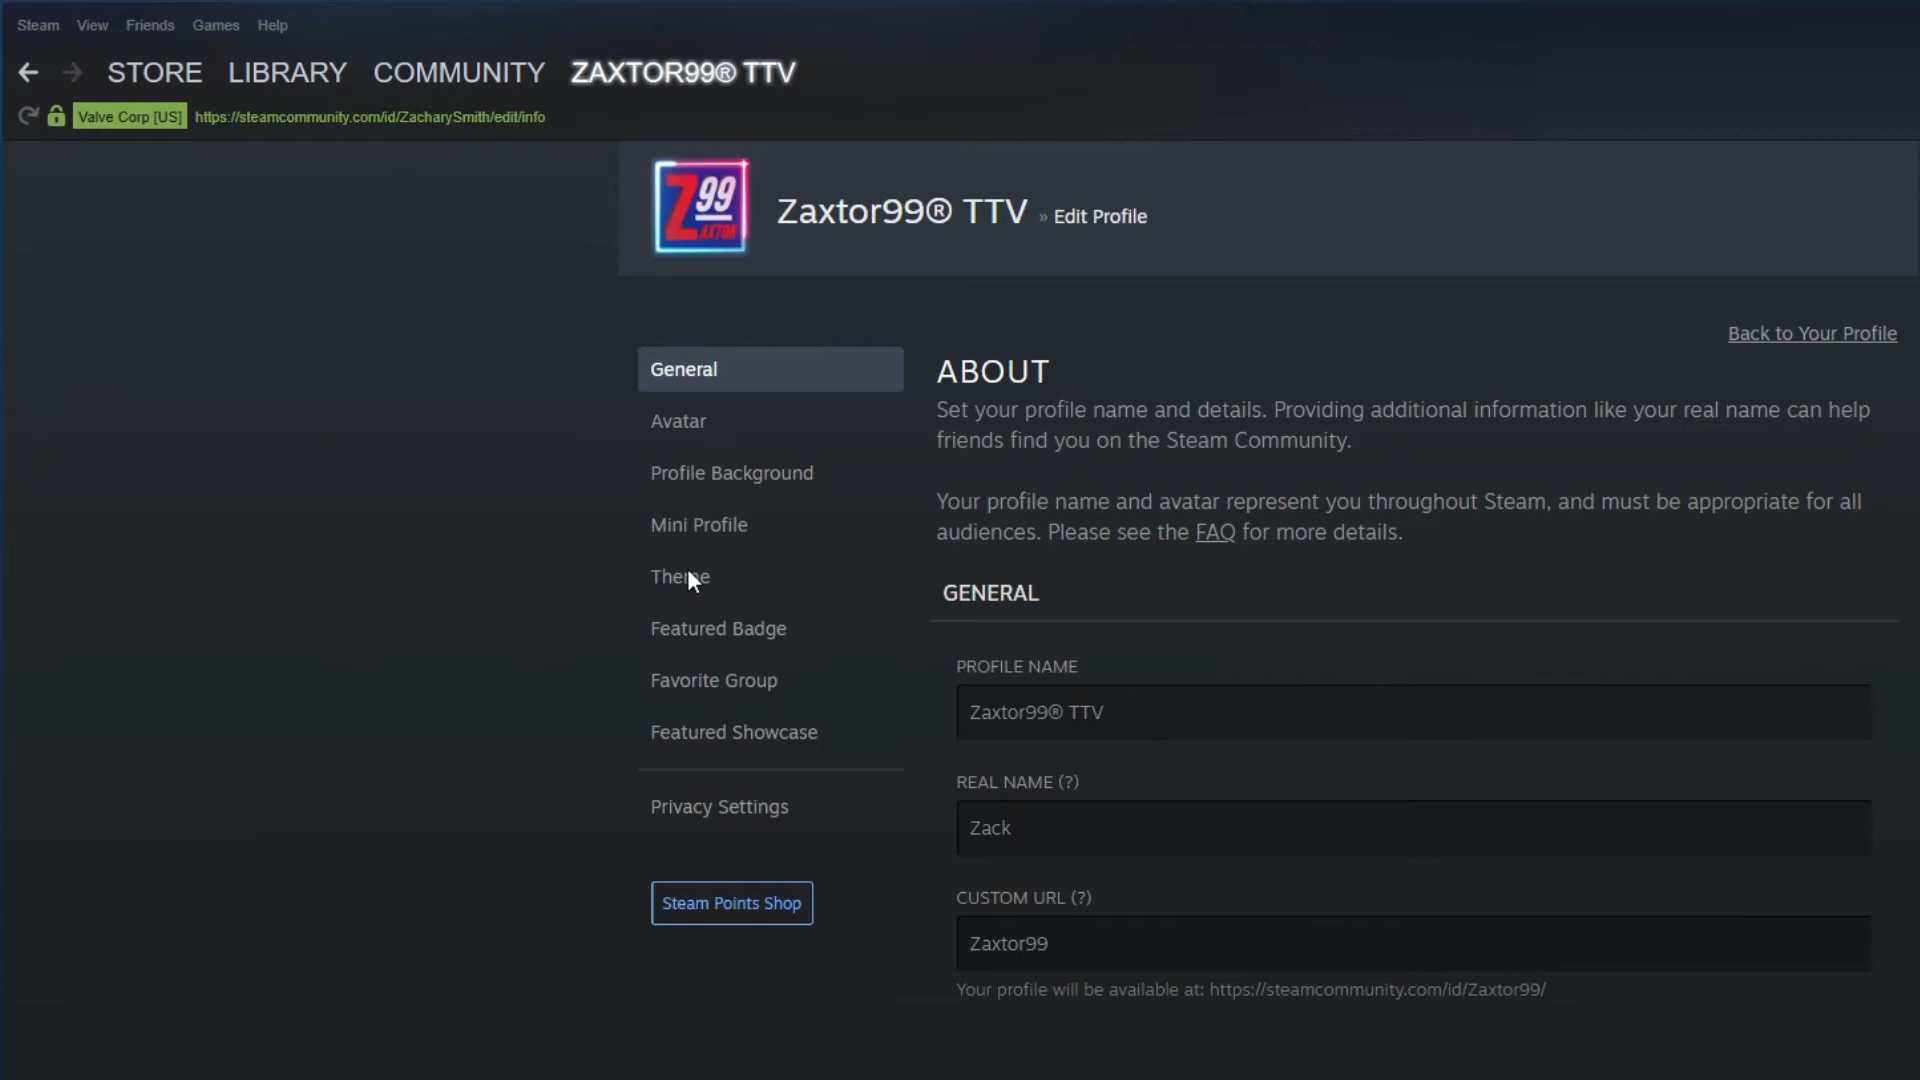 Steam View Friends Games Help
STORE LIBRARY COMMUNITY ZAXTOR99® TTV
Valve Corp [US] https://steamcommunity.com/id/ZacharySmith/edit/info
Z99
AXTOR
Zaxtor99® TTV » Edit Profile
Back to Your Profile
General
Avatar
Profile Background
Mini Profile
Theme
Featured Badge
Favorite Group
Featured Showcase
Privacy Settings
Steam Points Shop
ABOUT
Set your profile name and details. Providing additional information like your real name can help
friends find you on the Steam Community.
Your profile name and avatar represent you throughout Steam, and must be appropriate for all
audiences. Please see the FAQ for more details.
GENERAL
PROFILE NAME
Zaxtor99® TTV
REAL NAME (?)
Zack
CUSTOM URL (?)
Zaxtor99
Your profile will be available at: https://steamcommunity.com/id/Zaxtor99/